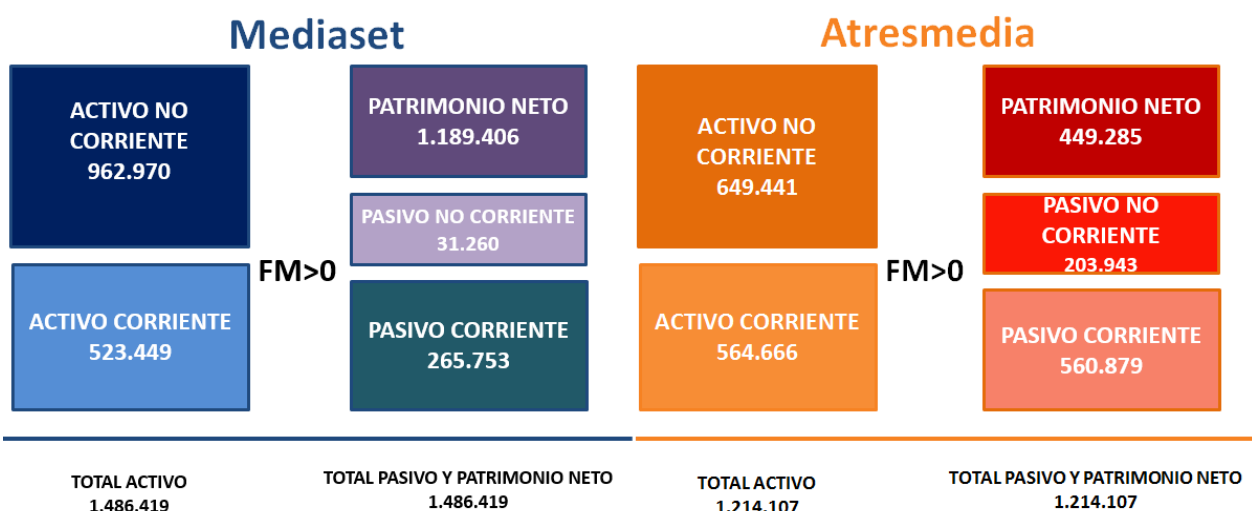 Mediaset
ACTIVO NO
CORRIENTE
962.970
ACTIVO CORRIENTE
523.449
FM>0
PATRIMONIO NETO
1.189.406
PASIVO NO CORRIENTE
31.260
PASIVO CORRIENTE
265.753
TOTAL ACTIVO
1.486.419
TOTAL PASIVO Y PATRIMONIO NETO
1.486.419
Atresmedia
ACTIVO NO
CORRIENTE
649.441
ACTIVO CORRIENTE
564.666
FM>0
PATRIMONIO NETO
449.285
PASIVO NO
CORRIENTE
203.943
PASIVO CORRIENTE
560.879
TOTAL ACTIVO
1.214.107
TOTAL PASIVO Y PATRIMONIO NETO
1.214.107